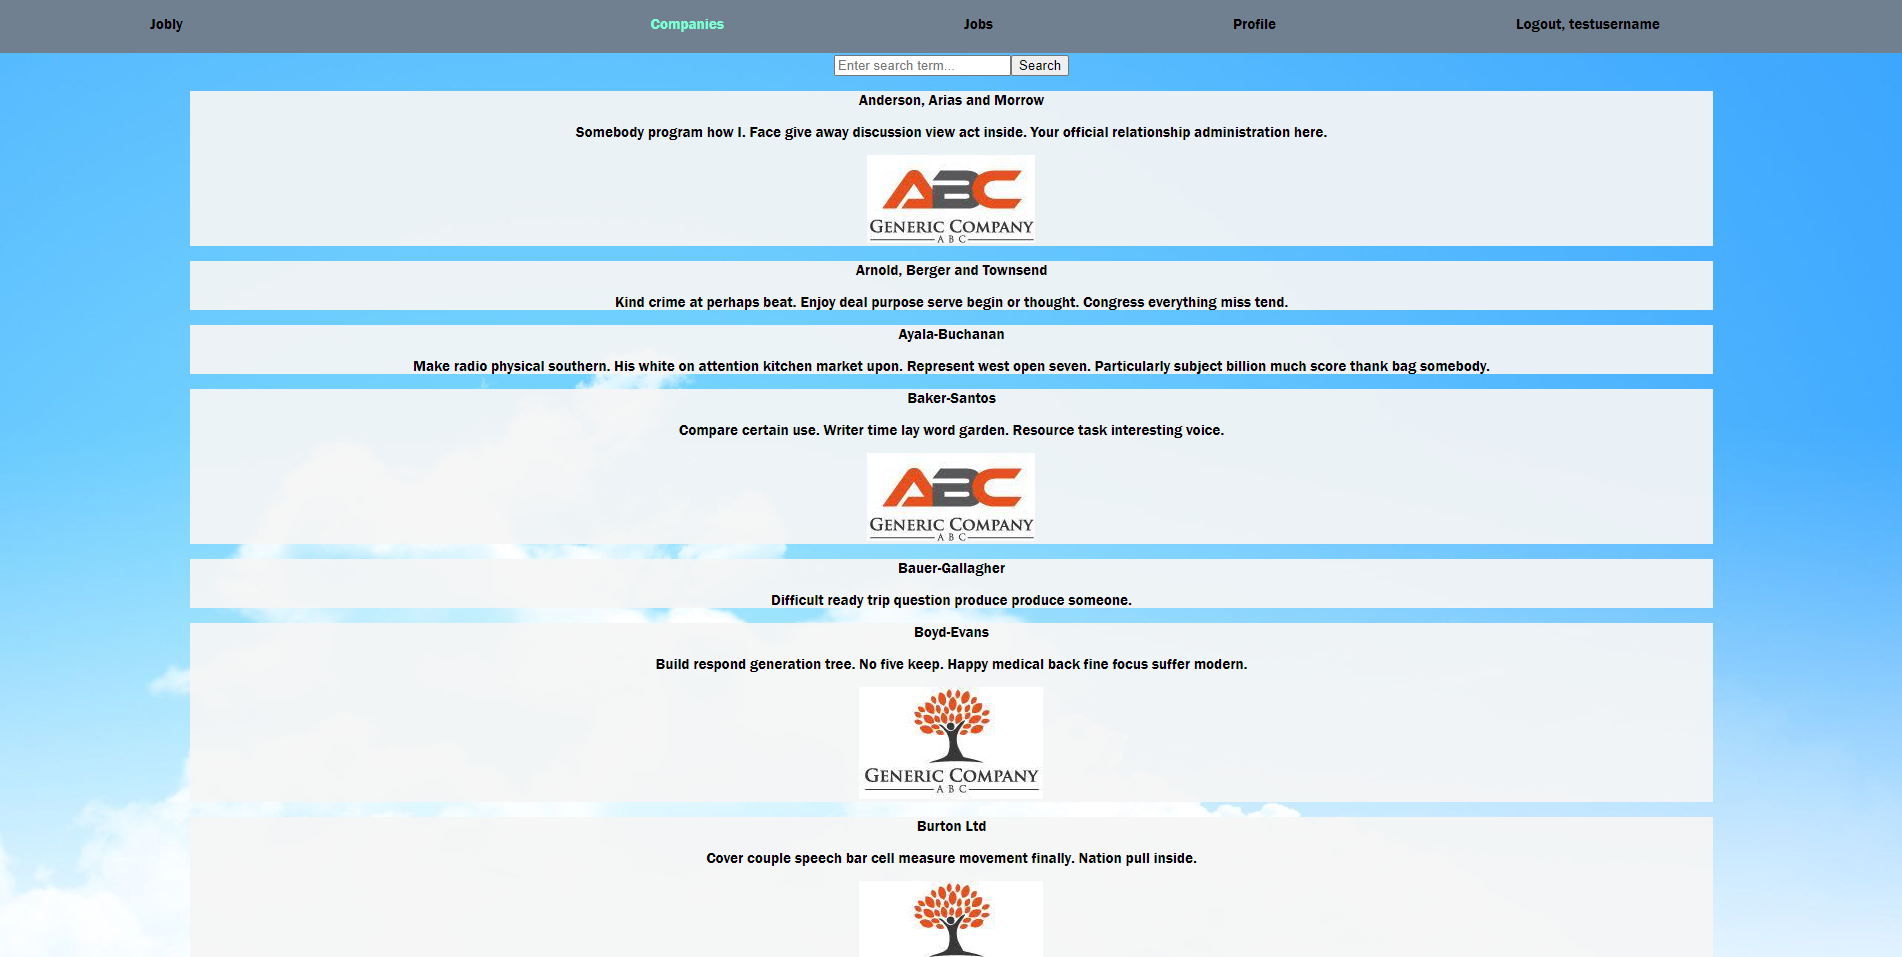 Jobly Companies Jobs Profile Logout, testusername
Enter search term... Search
Anderson, Arias and Morrow
Somebody program how I. Face give away discussion view act inside. Your official relationship administration here.
ABC
GENERIC COMPANY
A B C
Arnold, Berger and Townsend
Kind crime at perhaps beat. Enjoy deal purpose serve begin or thought. Congress everything miss tend.
Ayala-Buchanan
Make radio physical southern. His white on attention kitchen market upon. Represent west open seven. Particularly subject billion much score thank bag somebody.
Baker-Santos
Compare certain use. Writer time lay word garden. Resource task interesting voice.
ABC
GENERIC COMPANY
A B C
Bauer-Gallagher
Difficult ready trip question produce produce someone.
Boyd-Evans
Build respond generation tree. No five keep. Happy medical back fine focus suffer modern.
GENERIC COMPANY
A B C
Burton Ltd
Cover couple speech bar cell measure movement finally. Nation pull inside.